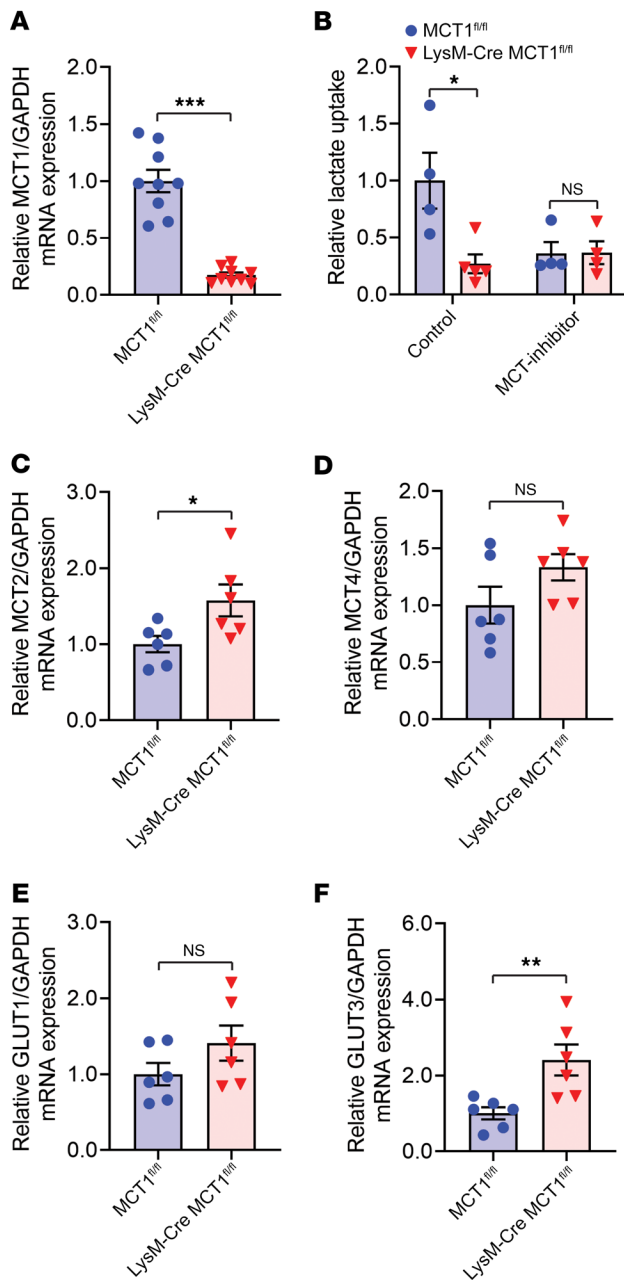 A
Relative MCT1/GAPDH
mRNA expression
2.0
1.5
1.0
0.5
0.0
***
MCT1fl/fl
LysM-Cre MCT1fl/fl
B
MCT1fl/fl
LysM-Cre MCT1fl/fl
Relative lactate uptake
2.0
1.5
1.0
0.5
0.0
*
NS
Control
MCT-inhibitor
C
Relative MCT2/GAPDH
mRNA expression
3.0
2.0
1.0
0.0
*
MCT1fl/fl
LysM-Cre MCT1fl/fl
D
Relative MCT4/GAPDH
mRNA expression
2.0
1.5
1.0
0.5
0.0
NS
MCT1fl/fl
LysM-Cre MCT1fl/fl
E
Relative GLUT1/GAPDH
mRNA expression
3.0
2.0
1.0
0.0
NS
MCT1fl/fl
LysM-Cre MCT1fl/fl
F
Relative GLUT3/GAPDH
mRNA expression
6.0
4.0
2.0
0.0
**
MCT1fl/fl
LysM-Cre MCT1fl/fl